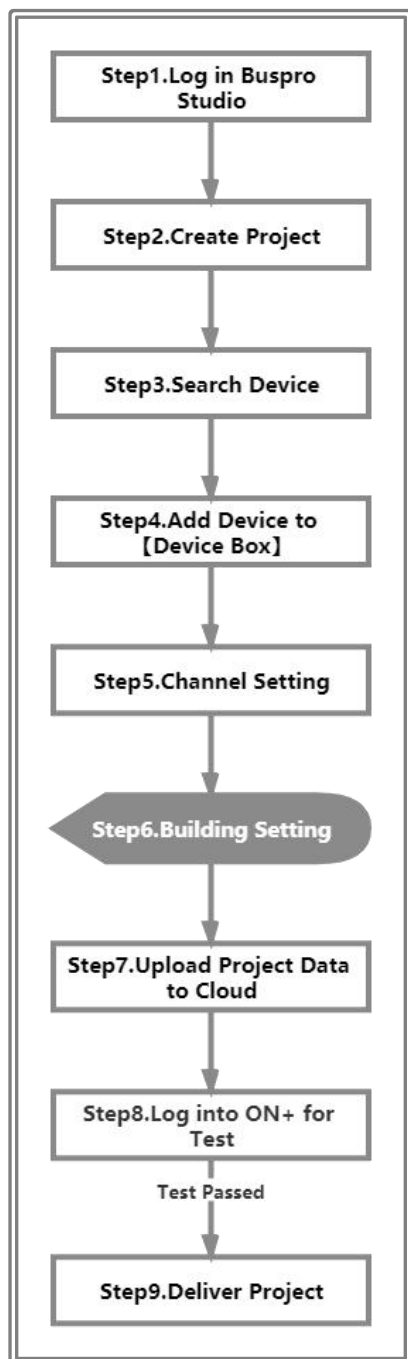 Step1.Log in Buspro
Studio
Step2.Create Project
Step3.Search Device
Step4.Add Device to
【Device Box】
Step5.Channel Setting
Step6.Building Setting
Step7.Upload Project Data
to Cloud
Step8.Log into ON+ for
Test
Test Passed
Step9.Deliver Project